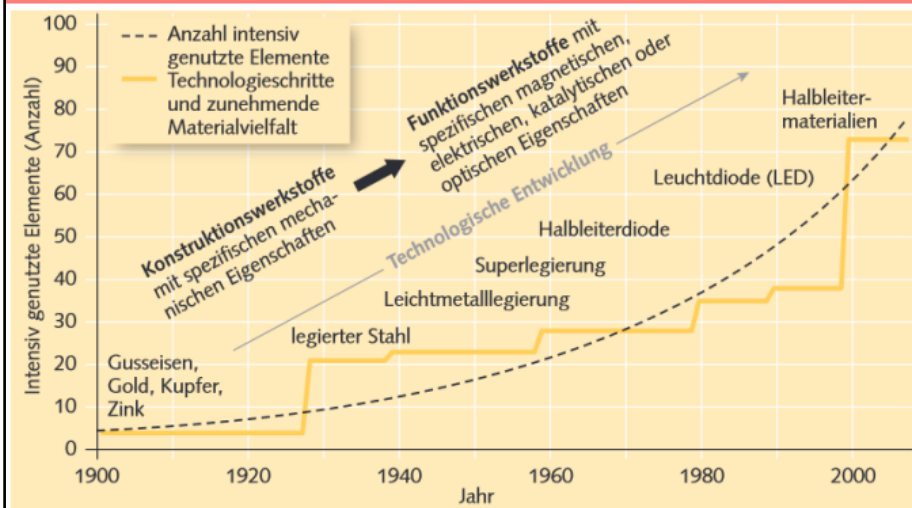 100
90
80
70
60
50
40
30
20
10
0
Intensiv genutzte Elemente (Anzahl)
Anzahl intensiv
genutzte Elemente
Technologieschritte
und zunehmende
Materialvielfalt
Konstruktionswerkstoffe
mit spezifischen mecha-
nischen Eigenschaften
Funktionswerkstoffe mit
spezifischen magnetischen,
elektrischen, katalytischen oder
optischen Eigenschaften
Technologische Entwicklung
Gusseisen,
Gold, Kupfer,
Zink
legierter Stahl
Leichtmetalllegierung
Superlegierung
Halbleiterdiode
Leuchtdiode (LED)
Halbleiter-
materialien
1900 1920 1940 1960 1980 2000
Jahr